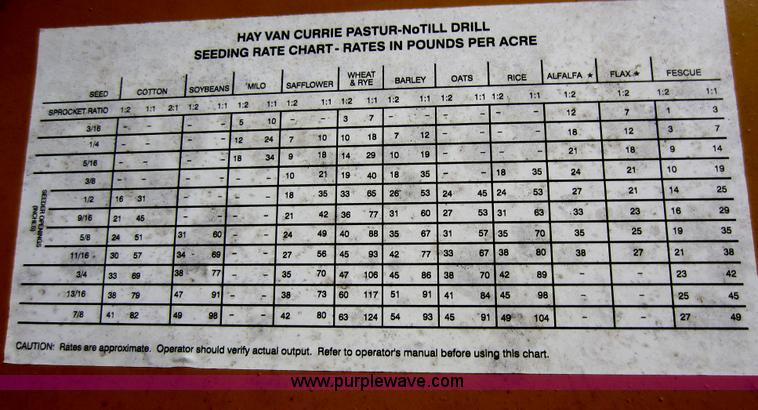 HAY VAN CURRIE PASTUR-NoTILL DRILL
SEEDING RATE CHART - RATES IN POUNDS PER ACRE
SEED COTTON SOYBEANS MILO SAFFLOWER WHEAT & RYE BARLEY OATS RICE ALFALFA ★ FLAX ★ FESCUE
SPROCKET RATIO 1:2 1:1 2:1 1:2 1:1 1:2 1:1 1:2 1:1 1:2 1:1 1:2 1:1 1:2 1:1 1:2 1:1 1:2 1:2 1:2 1:1
SEEDER OPENINGS (INCHES)
3/16 - - - - 5 10 - - 3 7 - - - - - - 12 7 1 3
1/4 - - - - 12 24 7 10 10 18 7 12 - - - - 18 12 3 7
5/16 - - - - 18 34 9 18 14 29 10 19 - - - - 21 18 9 14
3/8 - - - - - - 10 21 19 40 18 35 - - 18 35 24 21 10 19
1/2 16 31 - - - - 18 35 33 65 26 53 24 45 24 53 27 21 14 25
9/16 21 45 - - - - 21 42 36 77 31 60 27 53 31 63 33 23 16 29
5/8 24 51 31 60 - - 24 49 40 88 35 67 31 57 35 70 35 25 19 35
11/16 30 57 34 69 - - 27 56 45 93 42 77 33 67 38 80 38 27 21 38
3/4 33 69 38 77 - - 35 70 47 106 45 86 38 70 42 89 - - 23 42
13/16 38 79 47 91 - - 38 73 60 117 51 91 41 84 45 98 - - 25 45
7/8 41 82 49 98 - - 42 80 63 124 54 93 45 91 49 104 - - 27 49
CAUTION: Rates are approximate. Operator should verify actual output. Refer to operator's manual before using this chart.
www.purplewave.com